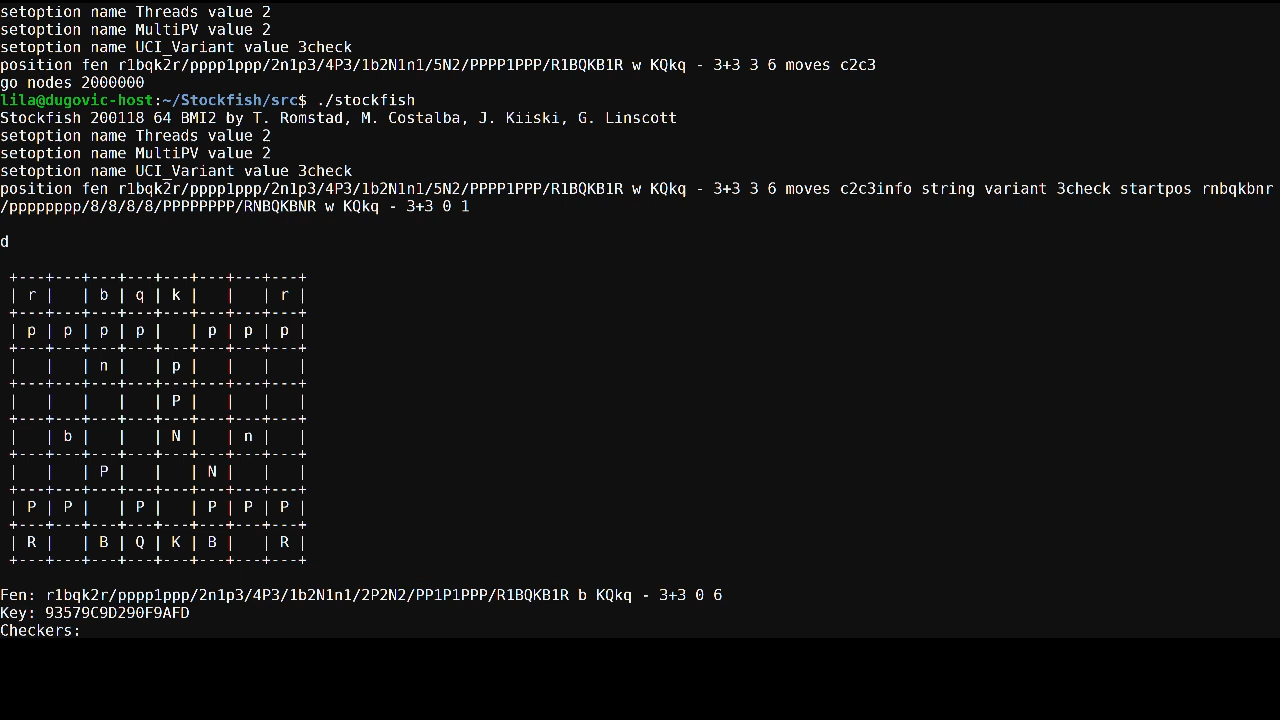 setoption name Threads value 2
setoption name MultiPV value 2
setoption name UCI_Variant value 3check
position fen r1bqk2r/pppp1ppp/2n1p3/4P3/1b2N1n1/5N2/PPPP1PPP/R1BQKB1R w KQkq - 3+3 3 6 moves c2c3
go nodes 2000000
lila@dugovic-host:~/Stockfish/src$ ./stockfish
Stockfish 200118 64 BMI2 by T. Romstad, M. Costalba, J. Kiiski, G. Linscott
setoption name Threads value 2
setoption name MultiPV value 2
setoption name UCI_Variant value 3check
position fen r1bqk2r/pppp1ppp/2n1p3/4P3/1b2N1n1/5N2/PPPP1PPP/R1BQKB1R w KQkq - 3+3 3 6 moves c2c3info string variant 3check startpos rnbqkbnr
/pppppppp/8/8/8/8/PPPPPPPP/RNBQKBNR w KQkq - 3+3 0 1
d
+---+---+---+---+---+---+---+---+
| r |   | b | q | k |   |   | r |
+---+---+---+---+---+---+---+---+
| p | p | p | p |   | p | p | p |
+---+---+---+---+---+---+---+---+
|   |   | n |   | p |   |   |   |
+---+---+---+---+---+---+---+---+
|   |   |   |   | P |   |   |   |
+---+---+---+---+---+---+---+---+
|   | b |   |   | N |   | n |   |
+---+---+---+---+---+---+---+---+
|   |   | P |   |   | N |   |   |
+---+---+---+---+---+---+---+---+
| P | P |   | P |   | P | P | P |
+---+---+---+---+---+---+---+---+
| R |   | B | Q | K | B |   | R |
+---+---+---+---+---+---+---+---+
Fen: r1bqk2r/pppp1ppp/2n1p3/4P3/1b2N1n1/2P2N2/PP1P1PPP/R1BQKB1R b KQkq - 3+3 0 6
Key: 93579C9D290F9AFD
Checkers: